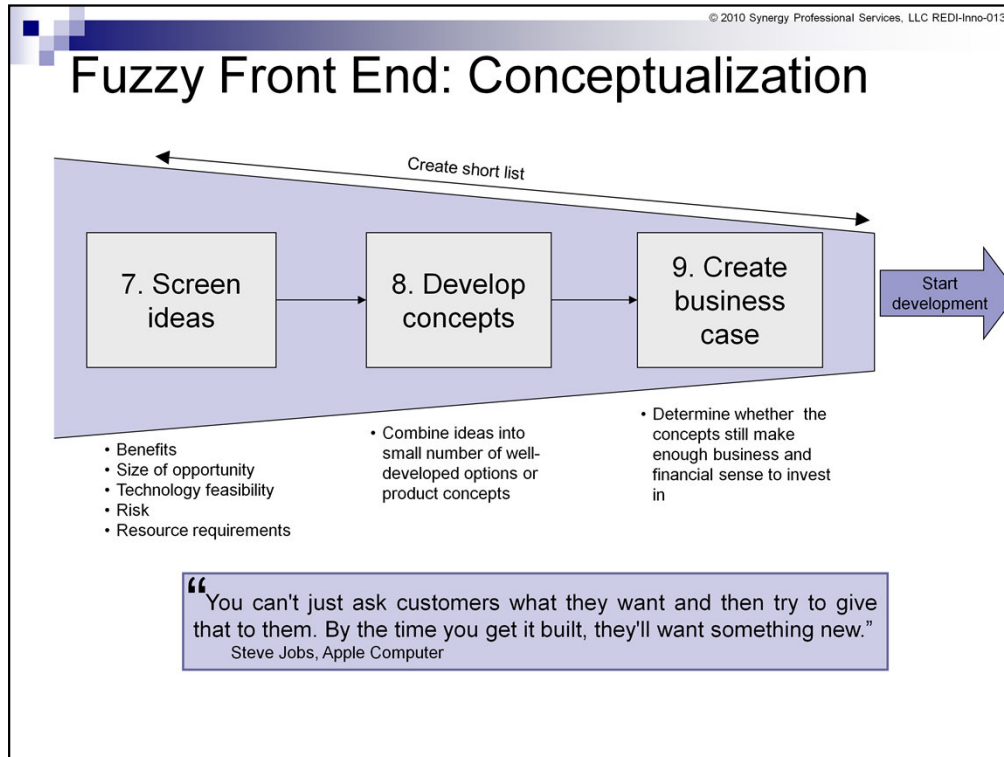 © 2010 Synergy Professional Services, LLC REDI-Inno-013
Fuzzy Front End: Conceptualization
Create short list
7. Screen
ideas
8. Develop
concepts
9. Create
business
case
Start
development
• Benefits
• Size of opportunity
• Technology feasibility
• Risk
• Resource requirements
• Combine ideas into
small number of well-
developed options or
product concepts
• Determine whether the
concepts still make
enough business and
financial sense to invest
in
“You can't just ask customers what they want and then try to give
that to them. By the time you get it built, they'll want something new.”
Steve Jobs, Apple Computer